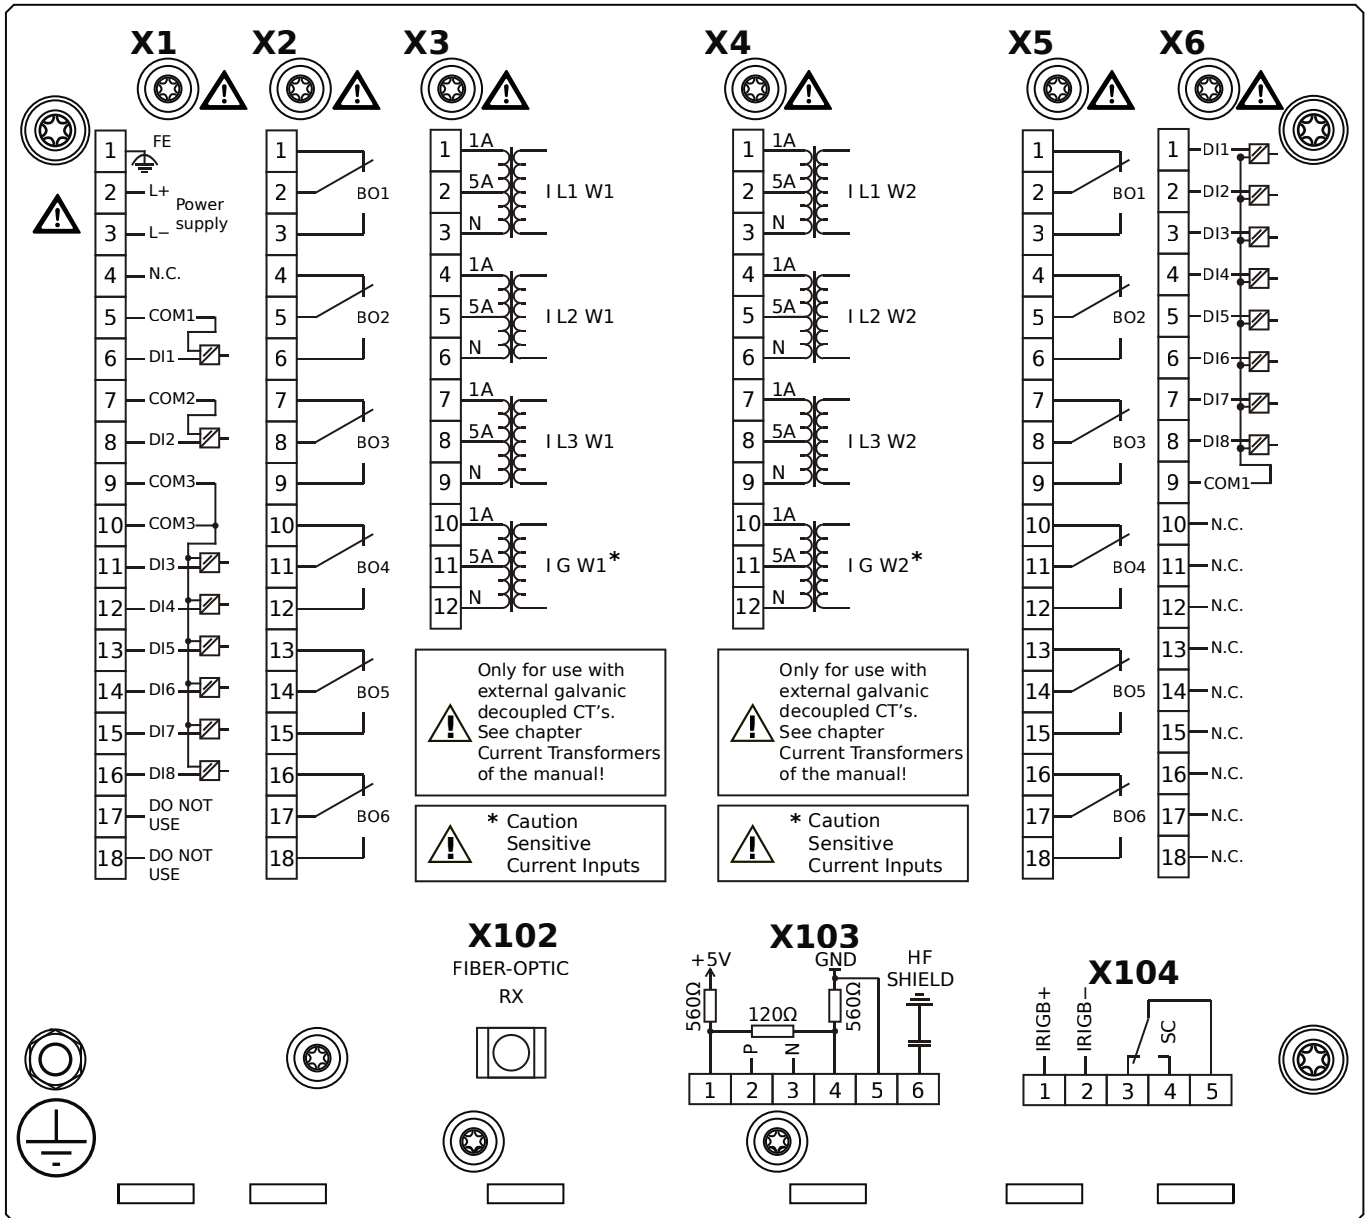 X1
X2
X3
X4
X5
X6
1
FE
2
L+
Power
supply
3
L−
4
N.C.
5
COM1
6
DI1
7
COM2
8
DI2
9
COM3
10
COM3
11
DI3
12
DI4
13
DI5
14
DI6
15
DI7
16
DI8
17
DO NOT
USE
18
DO NOT
USE
1
2
BO1
3
4
5
BO2
6
7
8
BO3
9
10
11
BO4
12
13
14
BO5
15
16
17
BO6
18
1
1A
2
5A
I L1 W1
3
N
4
1A
5
5A
I L2 W1
6
N
7
1A
8
5A
I L3 W1
9
N
10
1A
11
5A
I G W1*
12
N
Only for use with
external galvanic
decoupled CT's.
See chapter
Current Transformers
of the manual!
* Caution
Sensitive
Current Inputs
1
1A
2
5A
I L1 W2
3
N
4
1A
5
5A
I L2 W2
6
N
7
1A
8
5A
I L3 W2
9
N
10
1A
11
5A
I G W2*
12
N
Only for use with
external galvanic
decoupled CT's.
See chapter
Current Transformers
of the manual!
* Caution
Sensitive
Current Inputs
1
2
BO1
3
4
5
BO2
6
7
8
BO3
9
10
11
BO4
12
13
14
BO5
15
16
17
BO6
18
1
DI1
2
DI2
3
DI3
4
DI4
5
DI5
6
DI6
7
DI7
8
DI8
9
COM1
10
N.C.
11
N.C.
12
N.C.
13
N.C.
14
N.C.
15
N.C.
16
N.C.
17
N.C.
18
N.C.
X102
FIBER-OPTIC
RX
X103
+5V
GND
HF
SHIELD
560Ω
120Ω
560Ω
P
N
1 2 3 4 5 6
X104
IRIGB+
IRIGB−
SC
1 2 3 4 5